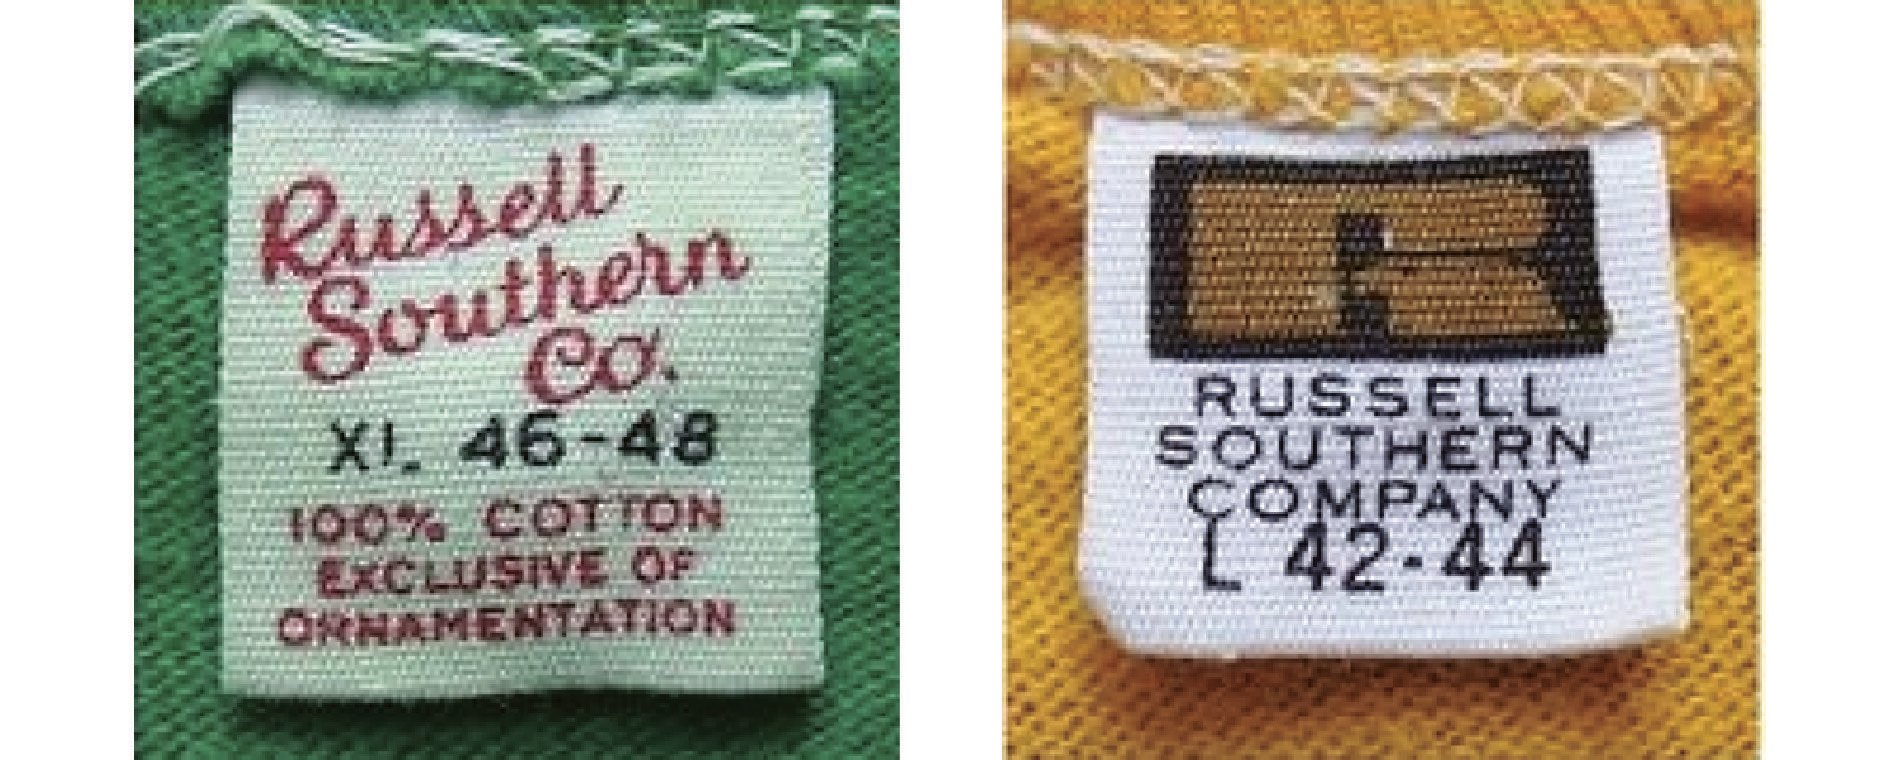 Russell
Southern
Co.
XL 46-48
100% COTTON
EXCLUSIVE OF
ORNAMENTATION
R
RUSSELL
SOUTHERN
COMPANY
L 42-44